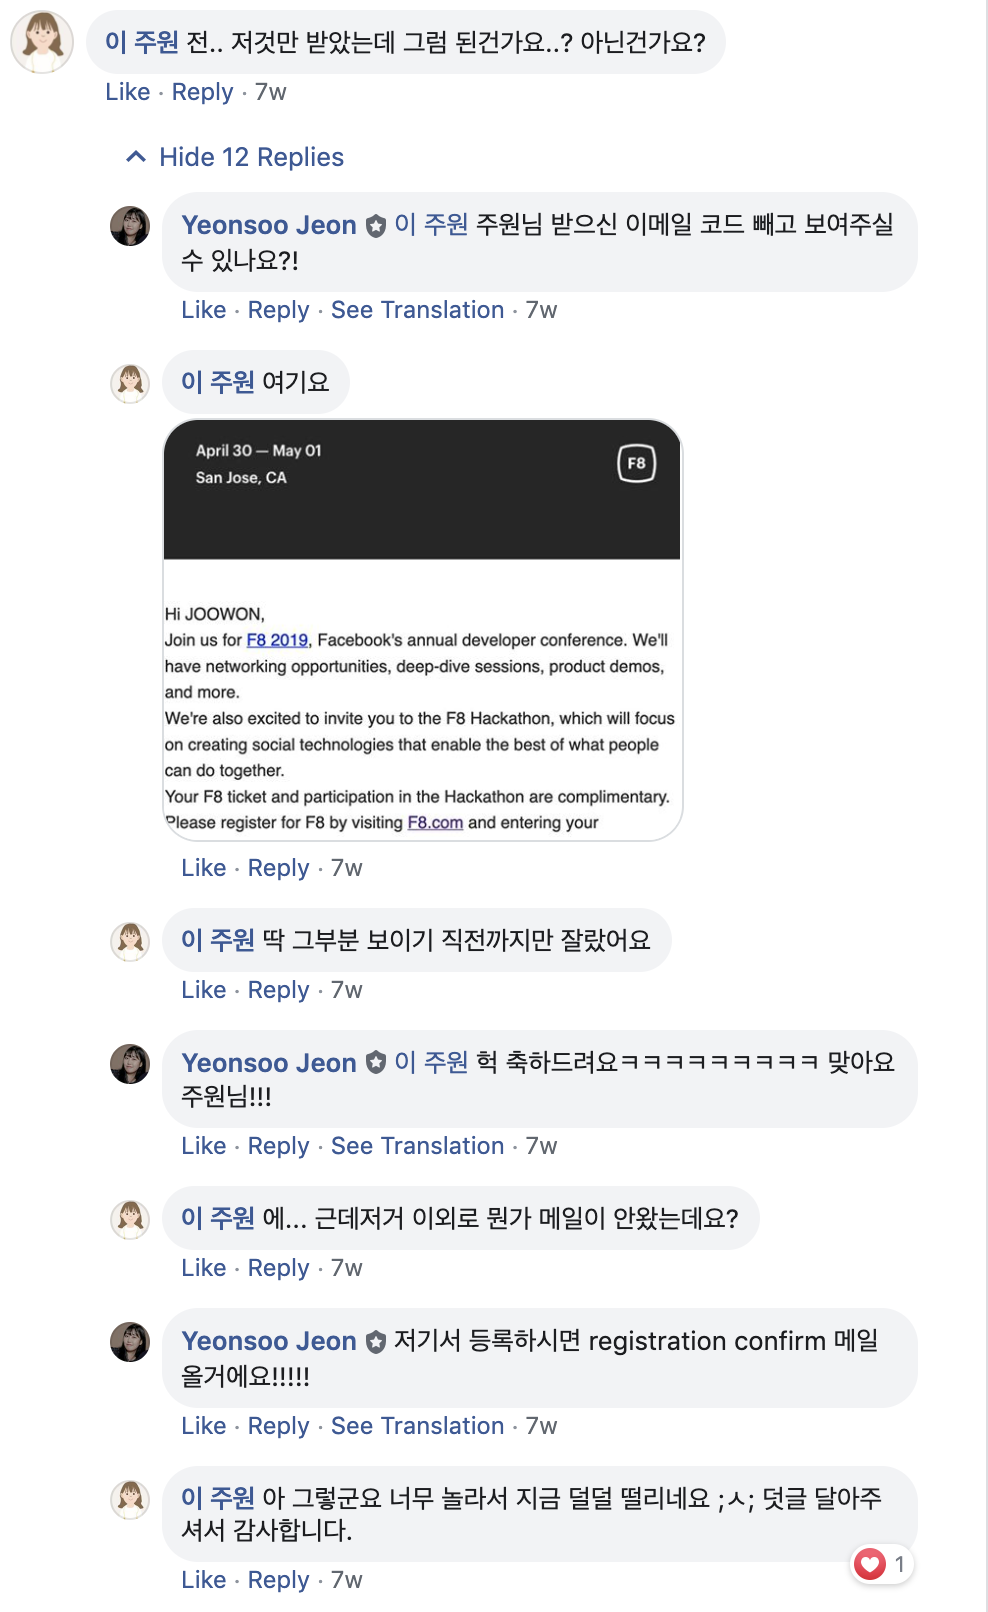 이 주원 전.. 저것만 받았는데 그럼 된건가요..? 아닌건가요?
Like · Reply · 7w
Hide 12 Replies
Yeonsoo Jeon 이 주원 주원님 받으신 이메일 코드 빼고 보여주실
수 있나요?!
Like · Reply · See Translation · 7w
이 주원 여기요
April 30 — May 01
San Jose, CA
F8
Hi JOOWON,
Join us for F8 2019, Facebook's annual developer conference. We'll
have networking opportunities, deep-dive sessions, product demos,
and more.
We're also excited to invite you to the F8 Hackathon, which will focus
on creating social technologies that enable the best of what people
can do together.
Your F8 ticket and participation in the Hackathon are complimentary.
Please register for F8 by visiting F8.com and entering your
Like · Reply · 7w
이 주원 딱 그부분 보이기 직전까지만 잘랐어요
Like · Reply · 7w
Yeonsoo Jeon 이 주원 헉 축하드려요ㅋㅋㅋㅋㅋㅋㅋㅋㅋ 맞아요
주원님!!!
Like · Reply · See Translation · 7w
이 주원 에... 근데저거 이외로 뭔가 메일이 안왔는데요?
Like · Reply · 7w
Yeonsoo Jeon 저기서 등록하시면 registration confirm 메일
올거에요!!!!!
Like · Reply · See Translation · 7w
이 주원 아 그렇군요 너무 놀라서 지금 덜덜 떨리네요 ;ㅅ; 덧글 달아주
셔서 감사합니다.
1
Like · Reply · 7w